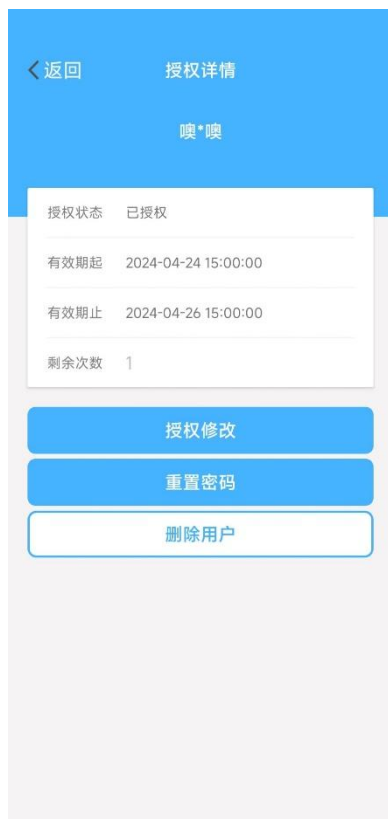 返回 授权详情
噢*噢
授权状态 已授权
有效期起 2024-04-24 15:00:00
有效期止 2024-04-26 15:00:00
剩余次数 1
授权修改
重置密码
删除用户